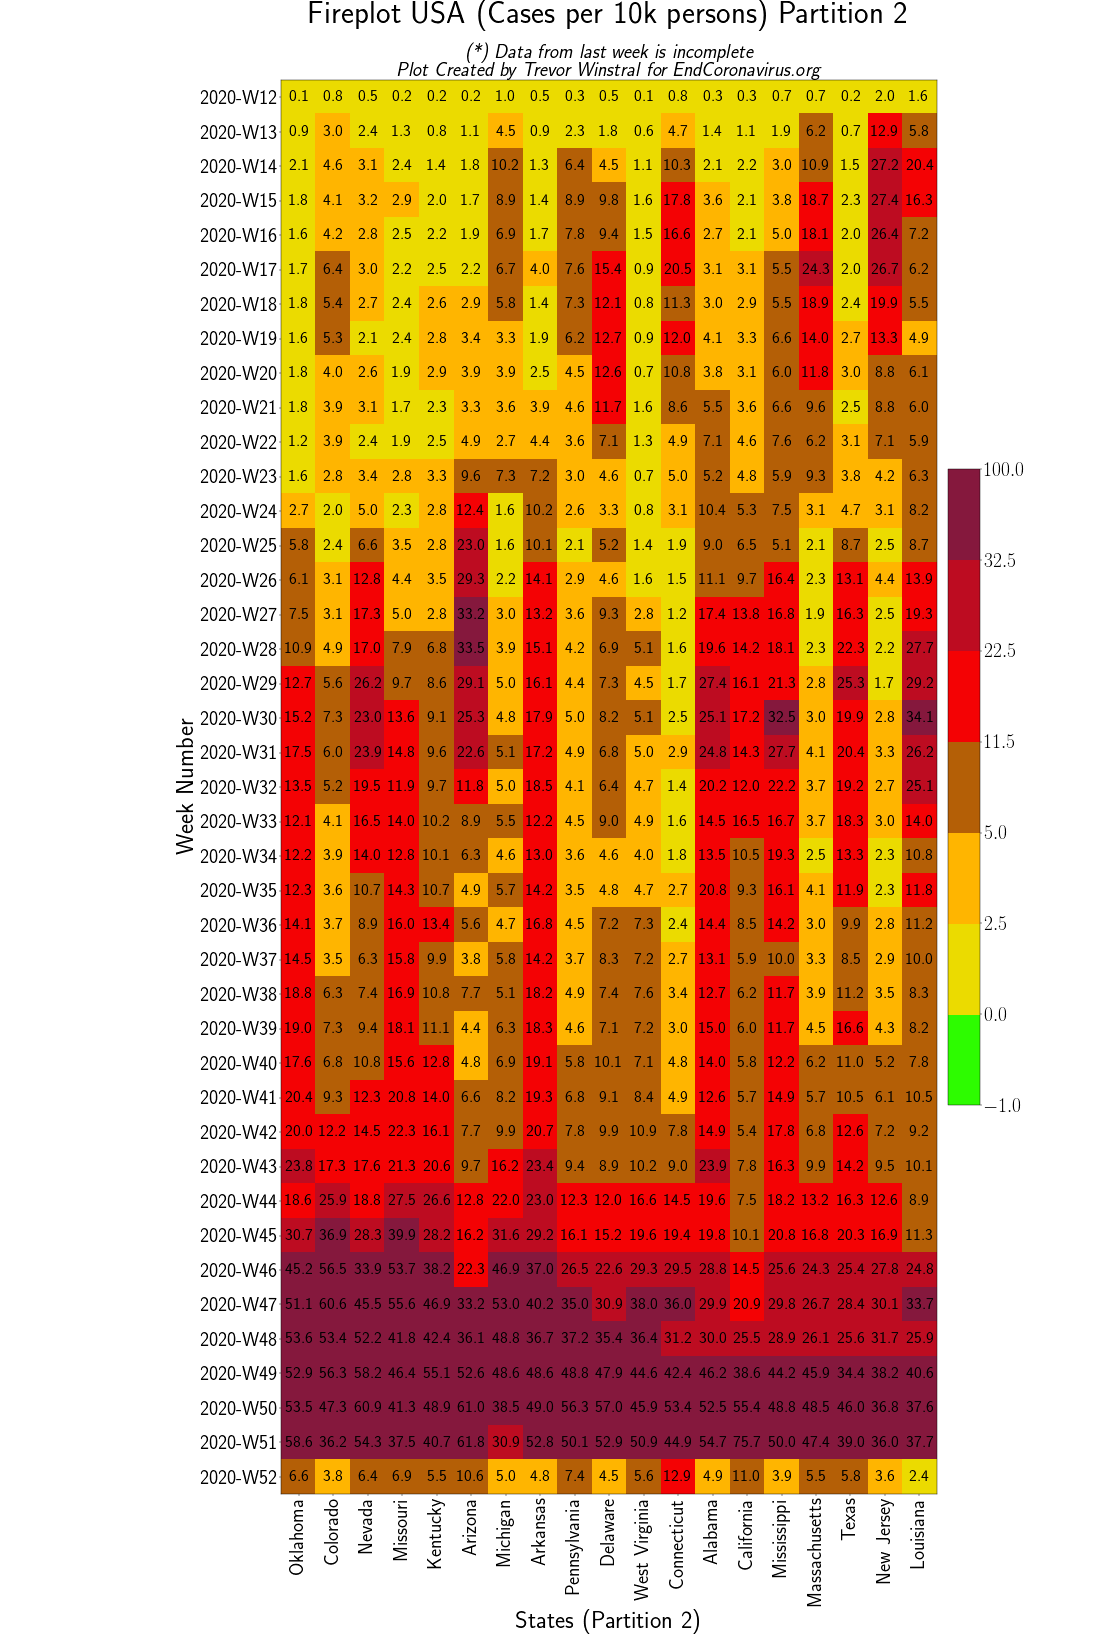 Fireplot USA (Cases per 10k persons) Partition 2
(*) Data from last week is incomplete
Plot Created by Trevor Winstral for EndCoronavirus.org
2020-W12 0.1 0.8 0.5 0.2 0.2 0.2 1.0 0.5 0.3 0.5 0.1 0.8 0.3 0.3 0.7 0.7 0.2 2.0 1.6
2020-W13 0.9 3.0 2.4 1.3 0.8 1.1 4.5 0.9 2.3 1.8 0.6 4.7 1.4 1.1 1.9 6.2 0.7 12.9 5.8
2020-W14 2.1 4.6 3.1 2.4 1.4 1.8 10.2 1.3 6.4 4.5 1.1 10.3 2.1 2.2 3.0 10.9 1.5 27.2 20.4
2020-W15 1.8 4.1 3.2 2.9 2.0 1.7 8.9 1.4 8.9 9.8 1.6 17.8 3.6 2.1 3.8 18.7 2.3 27.4 16.3
2020-W16 1.6 4.2 2.8 2.5 2.2 1.9 6.9 1.7 7.8 9.4 1.5 16.6 2.7 2.1 5.0 18.1 2.0 26.4 7.2
2020-W17 1.7 6.4 3.0 2.2 2.5 2.2 6.7 4.0 7.6 15.4 0.9 20.5 3.1 3.1 5.5 24.3 2.0 26.7 6.2
2020-W18 1.8 5.4 2.7 2.4 2.6 2.9 5.8 1.4 7.3 12.1 0.8 11.3 3.0 2.9 5.5 18.9 2.4 19.9 5.5
2020-W19 1.6 5.3 2.1 2.4 2.8 3.4 3.3 1.9 6.2 12.7 0.9 12.0 4.1 3.3 6.6 14.0 2.7 13.3 4.9
2020-W20 1.8 4.0 2.6 1.9 2.9 3.9 3.9 2.5 4.5 12.6 0.7 10.8 3.8 3.1 6.0 11.8 3.0 8.8 6.1
2020-W21 1.8 3.9 3.1 1.7 2.3 3.3 3.6 3.9 4.6 11.7 1.6 8.6 5.5 3.6 6.6 9.6 2.5 8.8 6.0
2020-W22 1.2 3.9 2.4 1.9 2.5 4.9 2.7 4.4 3.6 7.1 1.3 4.9 7.1 4.6 7.6 6.2 3.1 7.1 5.9
2020-W23 1.6 2.8 3.4 2.8 3.3 9.6 7.3 7.2 3.0 4.6 0.7 5.0 5.2 4.8 5.9 9.3 3.8 4.2 6.3
2020-W24 2.7 2.0 5.0 2.3 2.8 12.4 1.6 10.2 2.6 3.3 0.8 3.1 10.4 5.3 7.5 3.1 4.7 3.1 8.2
2020-W25 5.8 2.4 6.6 3.5 2.8 23.0 1.6 10.1 2.1 5.2 1.4 1.9 9.0 6.5 5.1 2.1 8.7 2.5 8.7
2020-W26 6.1 3.1 12.8 4.4 3.5 29.3 2.2 14.1 2.9 4.6 1.6 1.5 11.1 9.7 16.4 2.3 13.1 4.4 13.9
2020-W27 7.5 3.1 17.3 5.0 2.8 33.2 3.0 13.2 3.6 9.3 2.8 1.2 17.4 13.8 16.8 1.9 16.3 2.5 19.3
2020-W28 10.9 4.9 17.0 7.9 6.8 33.5 3.9 15.1 4.2 6.9 5.1 1.6 19.6 14.2 18.1 2.3 22.3 2.2 27.7
2020-W29 12.7 5.6 26.2 9.7 8.6 29.1 5.0 16.1 4.4 7.3 4.5 1.7 27.4 16.1 21.3 2.8 25.3 1.7 29.2
2020-W30 15.2 7.3 23.0 13.6 9.1 25.3 4.8 17.9 5.0 8.2 5.1 2.5 25.1 17.2 32.5 3.0 19.9 2.8 34.1
2020-W31 17.5 6.0 23.9 14.8 9.6 22.6 5.1 17.2 4.9 6.8 5.0 2.9 24.8 14.3 27.7 4.1 20.4 3.3 26.2
2020-W32 13.5 5.2 19.5 11.9 9.7 11.8 5.0 18.5 4.1 6.4 4.7 1.4 20.2 12.0 22.2 3.7 19.2 2.7 25.1
2020-W33 12.1 4.1 16.5 14.0 10.2 8.9 5.5 12.2 4.5 9.0 4.9 1.6 14.5 16.5 16.7 3.7 18.3 3.0 14.0
2020-W34 12.2 3.9 14.0 12.8 10.1 6.3 4.6 13.0 3.6 4.6 4.0 1.8 13.5 10.5 19.3 2.5 13.3 2.3 10.8
2020-W35 12.3 3.6 10.7 14.3 10.7 4.9 5.7 14.2 3.5 4.8 4.7 2.7 20.8 9.3 16.1 4.1 11.9 2.3 11.8
2020-W36 14.1 3.7 8.9 16.0 13.4 5.6 4.7 16.8 4.5 7.2 7.3 2.4 14.4 8.5 14.2 3.0 9.9 2.8 11.2
2020-W37 14.5 3.5 6.3 15.8 9.9 3.8 5.8 14.2 3.7 8.3 7.2 2.7 13.1 5.9 10.0 3.3 8.5 2.9 10.0
2020-W38 18.8 6.3 7.4 16.9 10.8 7.7 5.1 18.2 4.9 7.4 7.6 3.4 12.7 6.2 11.7 3.9 11.2 3.5 8.3
2020-W39 19.0 7.3 9.4 18.1 11.1 4.4 6.3 18.3 4.6 7.1 7.2 3.0 15.0 6.0 11.7 4.5 16.6 4.3 8.2
2020-W40 17.6 6.8 10.8 15.6 12.8 4.8 6.9 19.1 5.8 10.1 7.1 4.8 14.0 5.8 12.2 6.2 11.0 5.2 7.8
2020-W41 20.4 9.3 12.3 20.8 14.0 6.6 8.2 19.3 6.8 9.1 8.4 4.9 12.6 5.7 14.9 5.7 10.5 6.1 10.5
2020-W42 20.0 12.2 14.5 22.3 16.1 7.7 9.9 20.7 7.8 9.9 10.9 7.8 14.9 5.4 17.8 6.8 12.6 7.2 9.2
2020-W43 23.8 17.3 17.6 21.3 20.6 9.7 16.2 23.4 9.4 8.9 10.2 9.0 23.9 7.8 16.3 9.9 14.2 9.5 10.1
2020-W44 18.6 25.9 18.8 27.5 26.6 12.8 22.0 23.0 12.3 12.0 16.6 14.5 19.6 7.5 18.2 13.2 16.3 12.6 8.9
2020-W45 30.7 36.9 28.3 39.9 28.2 16.2 31.6 29.2 16.1 15.2 19.6 19.4 19.8 10.1 20.8 16.8 20.3 16.9 11.3
2020-W46 45.2 56.5 33.9 53.7 38.2 22.3 46.9 37.0 26.5 22.6 29.3 29.5 28.8 14.5 25.6 24.3 25.4 27.8 24.8
2020-W47 51.1 60.6 45.5 55.6 46.9 33.2 53.0 40.2 35.0 30.9 38.0 36.0 29.9 20.9 29.8 26.7 28.4 30.1 33.7
2020-W48 53.6 53.4 52.2 41.8 42.4 36.1 48.8 36.7 37.2 35.4 36.4 31.2 30.0 25.5 28.9 26.1 25.6 31.7 25.9
2020-W49 52.9 56.3 58.2 46.4 55.1 52.6 48.6 48.6 48.8 47.9 44.6 42.4 46.2 38.6 44.2 45.9 34.4 38.2 40.6
2020-W50 53.5 47.3 60.9 41.3 48.9 61.0 38.5 49.0 56.3 57.0 45.9 53.4 52.5 55.4 48.8 48.5 46.0 36.8 37.6
2020-W51 58.6 36.2 54.3 37.5 40.7 61.8 30.9 52.8 50.1 52.9 50.9 44.9 54.7 75.7 50.0 47.4 39.0 36.0 37.7
2020-W52 6.6 3.8 6.4 6.9 5.5 10.6 5.0 4.8 7.4 4.5 5.6 12.9 4.9 11.0 3.9 5.5 5.8 3.6 2.4
Week Number
Oklahoma
Colorado
Nevada
Missouri
Kentucky
Arizona
Michigan
Arkansas
Pennsylvania
Delaware
West Virginia
Connecticut
Alabama
California
Mississippi
Massachusetts
Texas
New Jersey
Louisiana
States (Partition 2)
100.0
32.5
22.5
11.5
5.0
2.5
0.0
−1.0